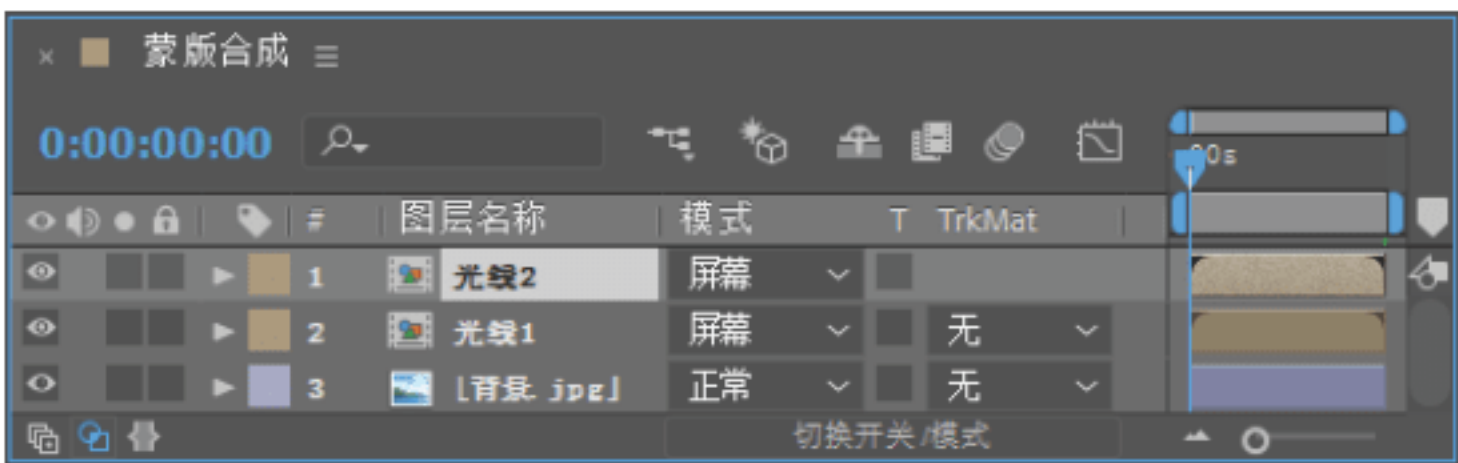 蒙版合成
0:00:00:00
00s
# 图层名称 模式 T TrkMat
1 光线2 屏幕
2 光线1 屏幕 无
3 [背景.jpg] 正常 无
切换开关/模式